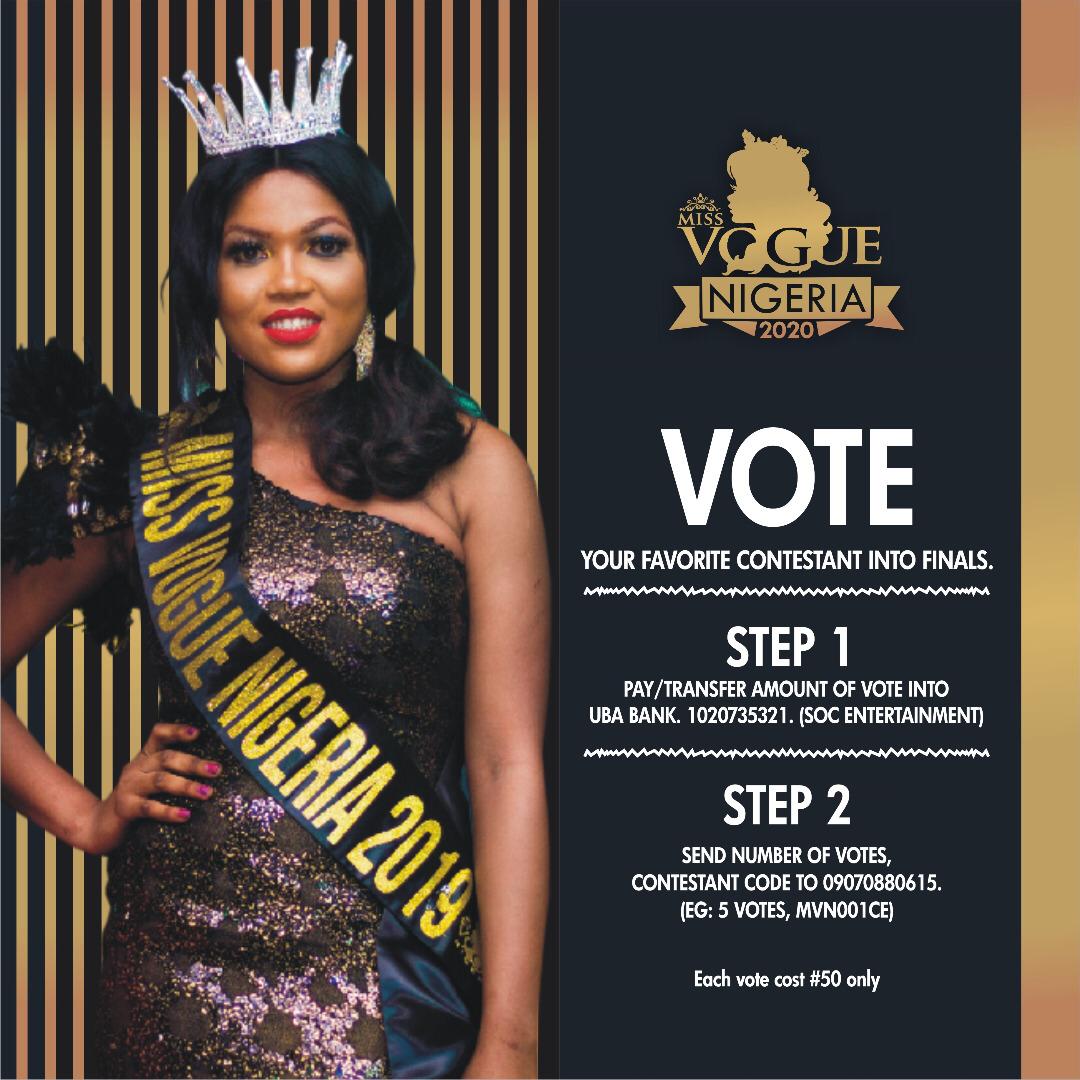 MISS VOGUE NIGERIA 2019
MISS
VOGUE
NIGERIA
2020
VOTE
YOUR FAVORITE CONTESTANT INTO FINALS.
STEP 1
PAY/TRANSFER AMOUNT OF VOTE INTO
UBA BANK. 1020735321. (SOC ENTERTAINMENT)
STEP 2
SEND NUMBER OF VOTES,
CONTESTANT CODE TO 09070880615.
(EG: 5 VOTES, MVN001CE)
Each vote cost #50 only